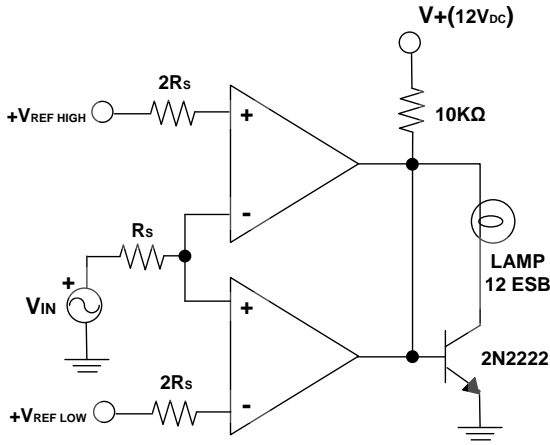 V+(12VDC)
2Rs
+VREF HIGH
+
10KΩ
-
Rs
LAMP
12 ESB
+
VIN
+
2N2222
2Rs
+VREF LOW
-